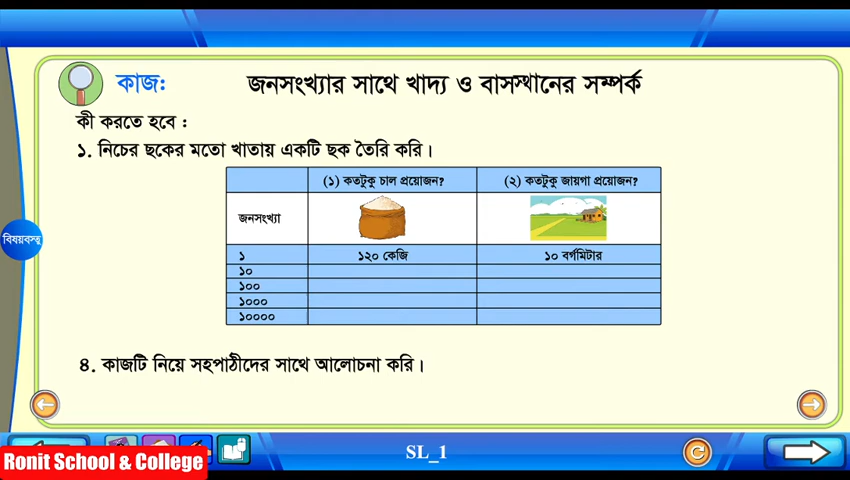 কাজ: জনসংখ্যার সাথে খাদ্য ও বাসস্থানের সম্পর্ক
কী করতে হবে :
১. নিচের ছকের মতো খাতায় একটি ছক তৈরি করি।
(১) কতটুকু চাল প্রয়োজন? (২) কতটুকু জায়গা প্রয়োজন?
জনসংখ্যা
১ ১২০ কেজি ১০ বর্গমিটার
১০
১০০
১০০০
১০০০০
বিষয়বস্তু
৪. কাজটি নিয়ে সহপাঠীদের সাথে আলোচনা করি।
SL_1
Ronit School & College